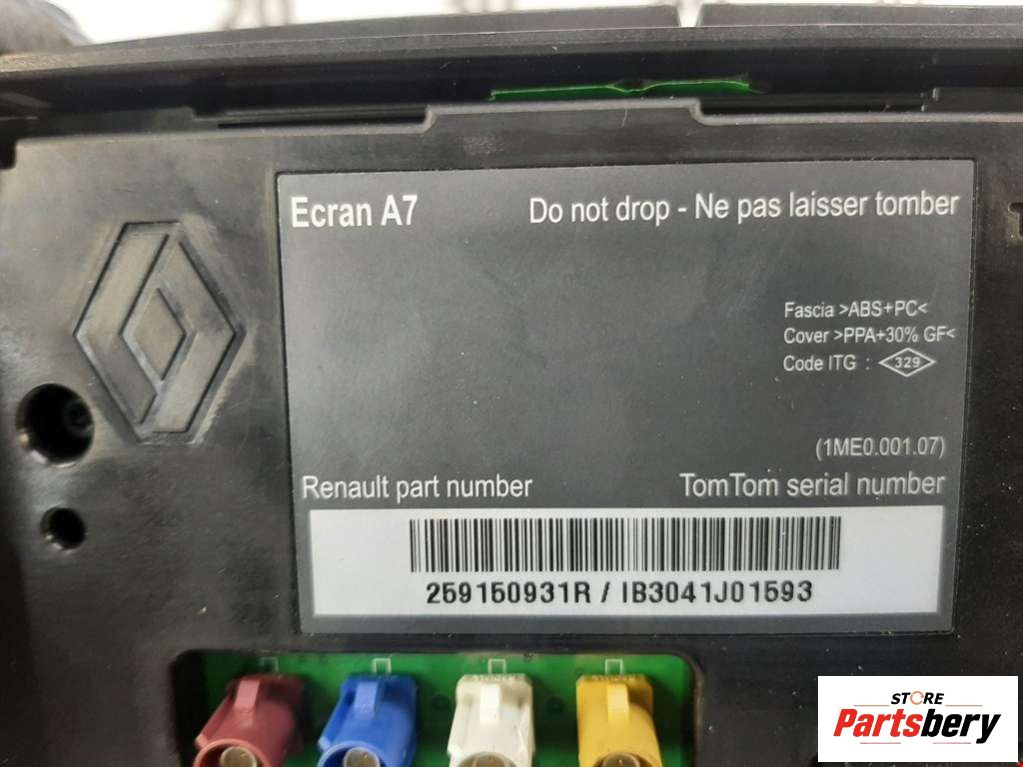 Ecran A7
Do not drop - Ne pas laisser tomber
Fascia >ABS+PC<
Cover >PPA+30% GF<
Code ITG : 329
(1ME0.001.07)
Renault part number
TomTom serial number
259150931R / IB3041J01593
STORE
Partsbery